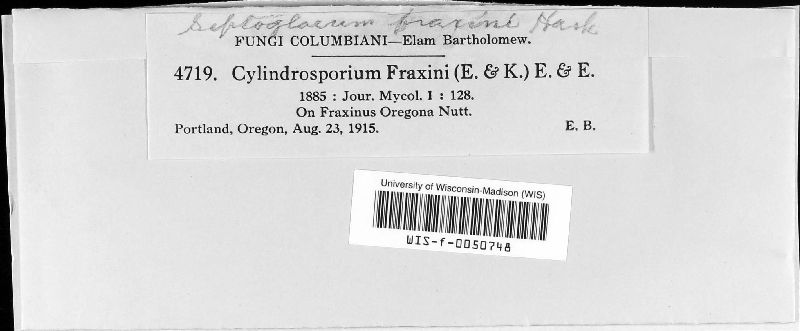 Septogloeum fraxini Hark
FUNGI COLUMBIANI—Elam Bartholomew.
4719. Cylindrosporium Fraxini (E. & K.) E. & E.
1885 : Jour. Mycol. 1 : 128.
On Fraxinus Oregona Nutt.
Portland, Oregon, Aug. 23, 1915. E. B.
University of Wisconsin-Madison (WIS)
WIS-f-0050748